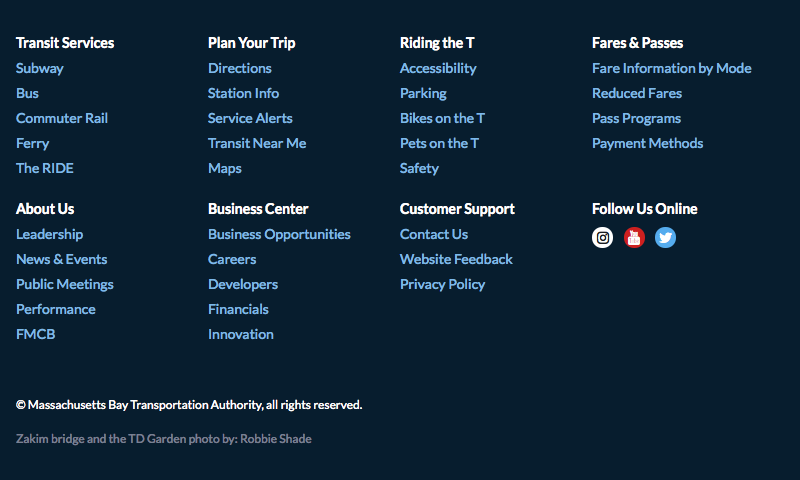 Transit Services
Subway
Bus
Commuter Rail
Ferry
The RIDE
Plan Your Trip
Directions
Station Info
Service Alerts
Transit Near Me
Maps
Riding the T
Accessibility
Parking
Bikes on the T
Pets on the T
Safety
Fares & Passes
Fare Information by Mode
Reduced Fares
Pass Programs
Payment Methods
About Us
Leadership
News & Events
Public Meetings
Performance
FMCB
Business Center
Business Opportunities
Careers
Developers
Financials
Innovation
Customer Support
Contact Us
Website Feedback
Privacy Policy
Follow Us Online
© Massachusetts Bay Transportation Authority, all rights reserved.
Zakim bridge and the TD Garden photo by: Robbie Shade